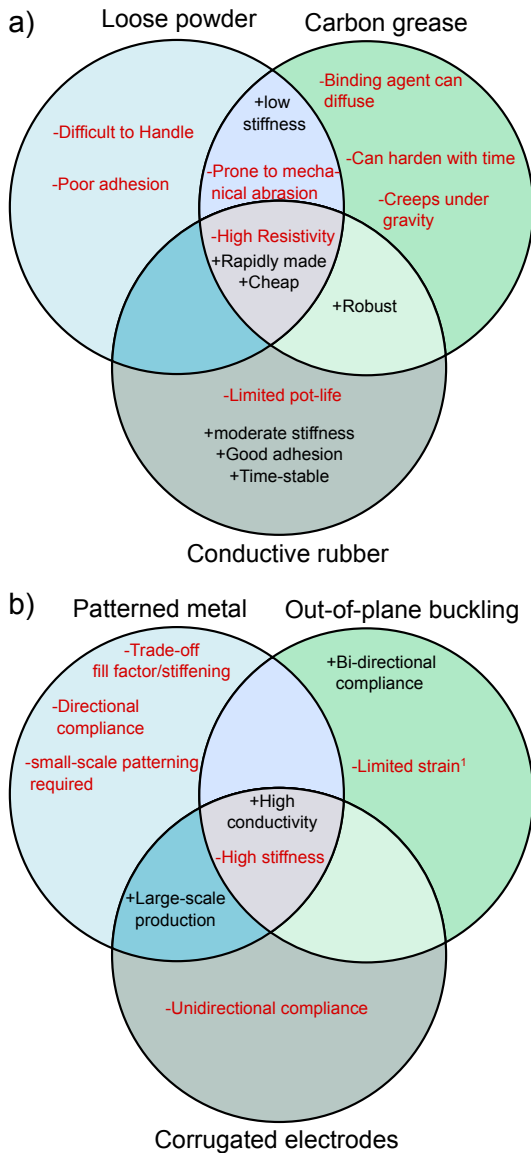 a)
Loose powder
Carbon grease
-Binding agent can
diffuse
+low
stiffness
-Difficult to Handle
-Can harden with time
-Poor adhesion
-Prone to mecha-
nical abrasion
-Creeps under
gravity
-High Resistivity
+Rapidly made
+Cheap
+Robust
-Limited pot-life
+moderate stiffness
+Good adhesion
+Time-stable
Conductive rubber
b)
Patterned metal
Out-of-plane buckling
-Trade-off
fill factor/stiffening
+Bi-directional
compliance
-Directional
compliance
-small-scale patterning
required
-Limited strain¹
+High
conductivity
-High stiffness
+Large-scale
production
-Unidirectional compliance
Corrugated electrodes